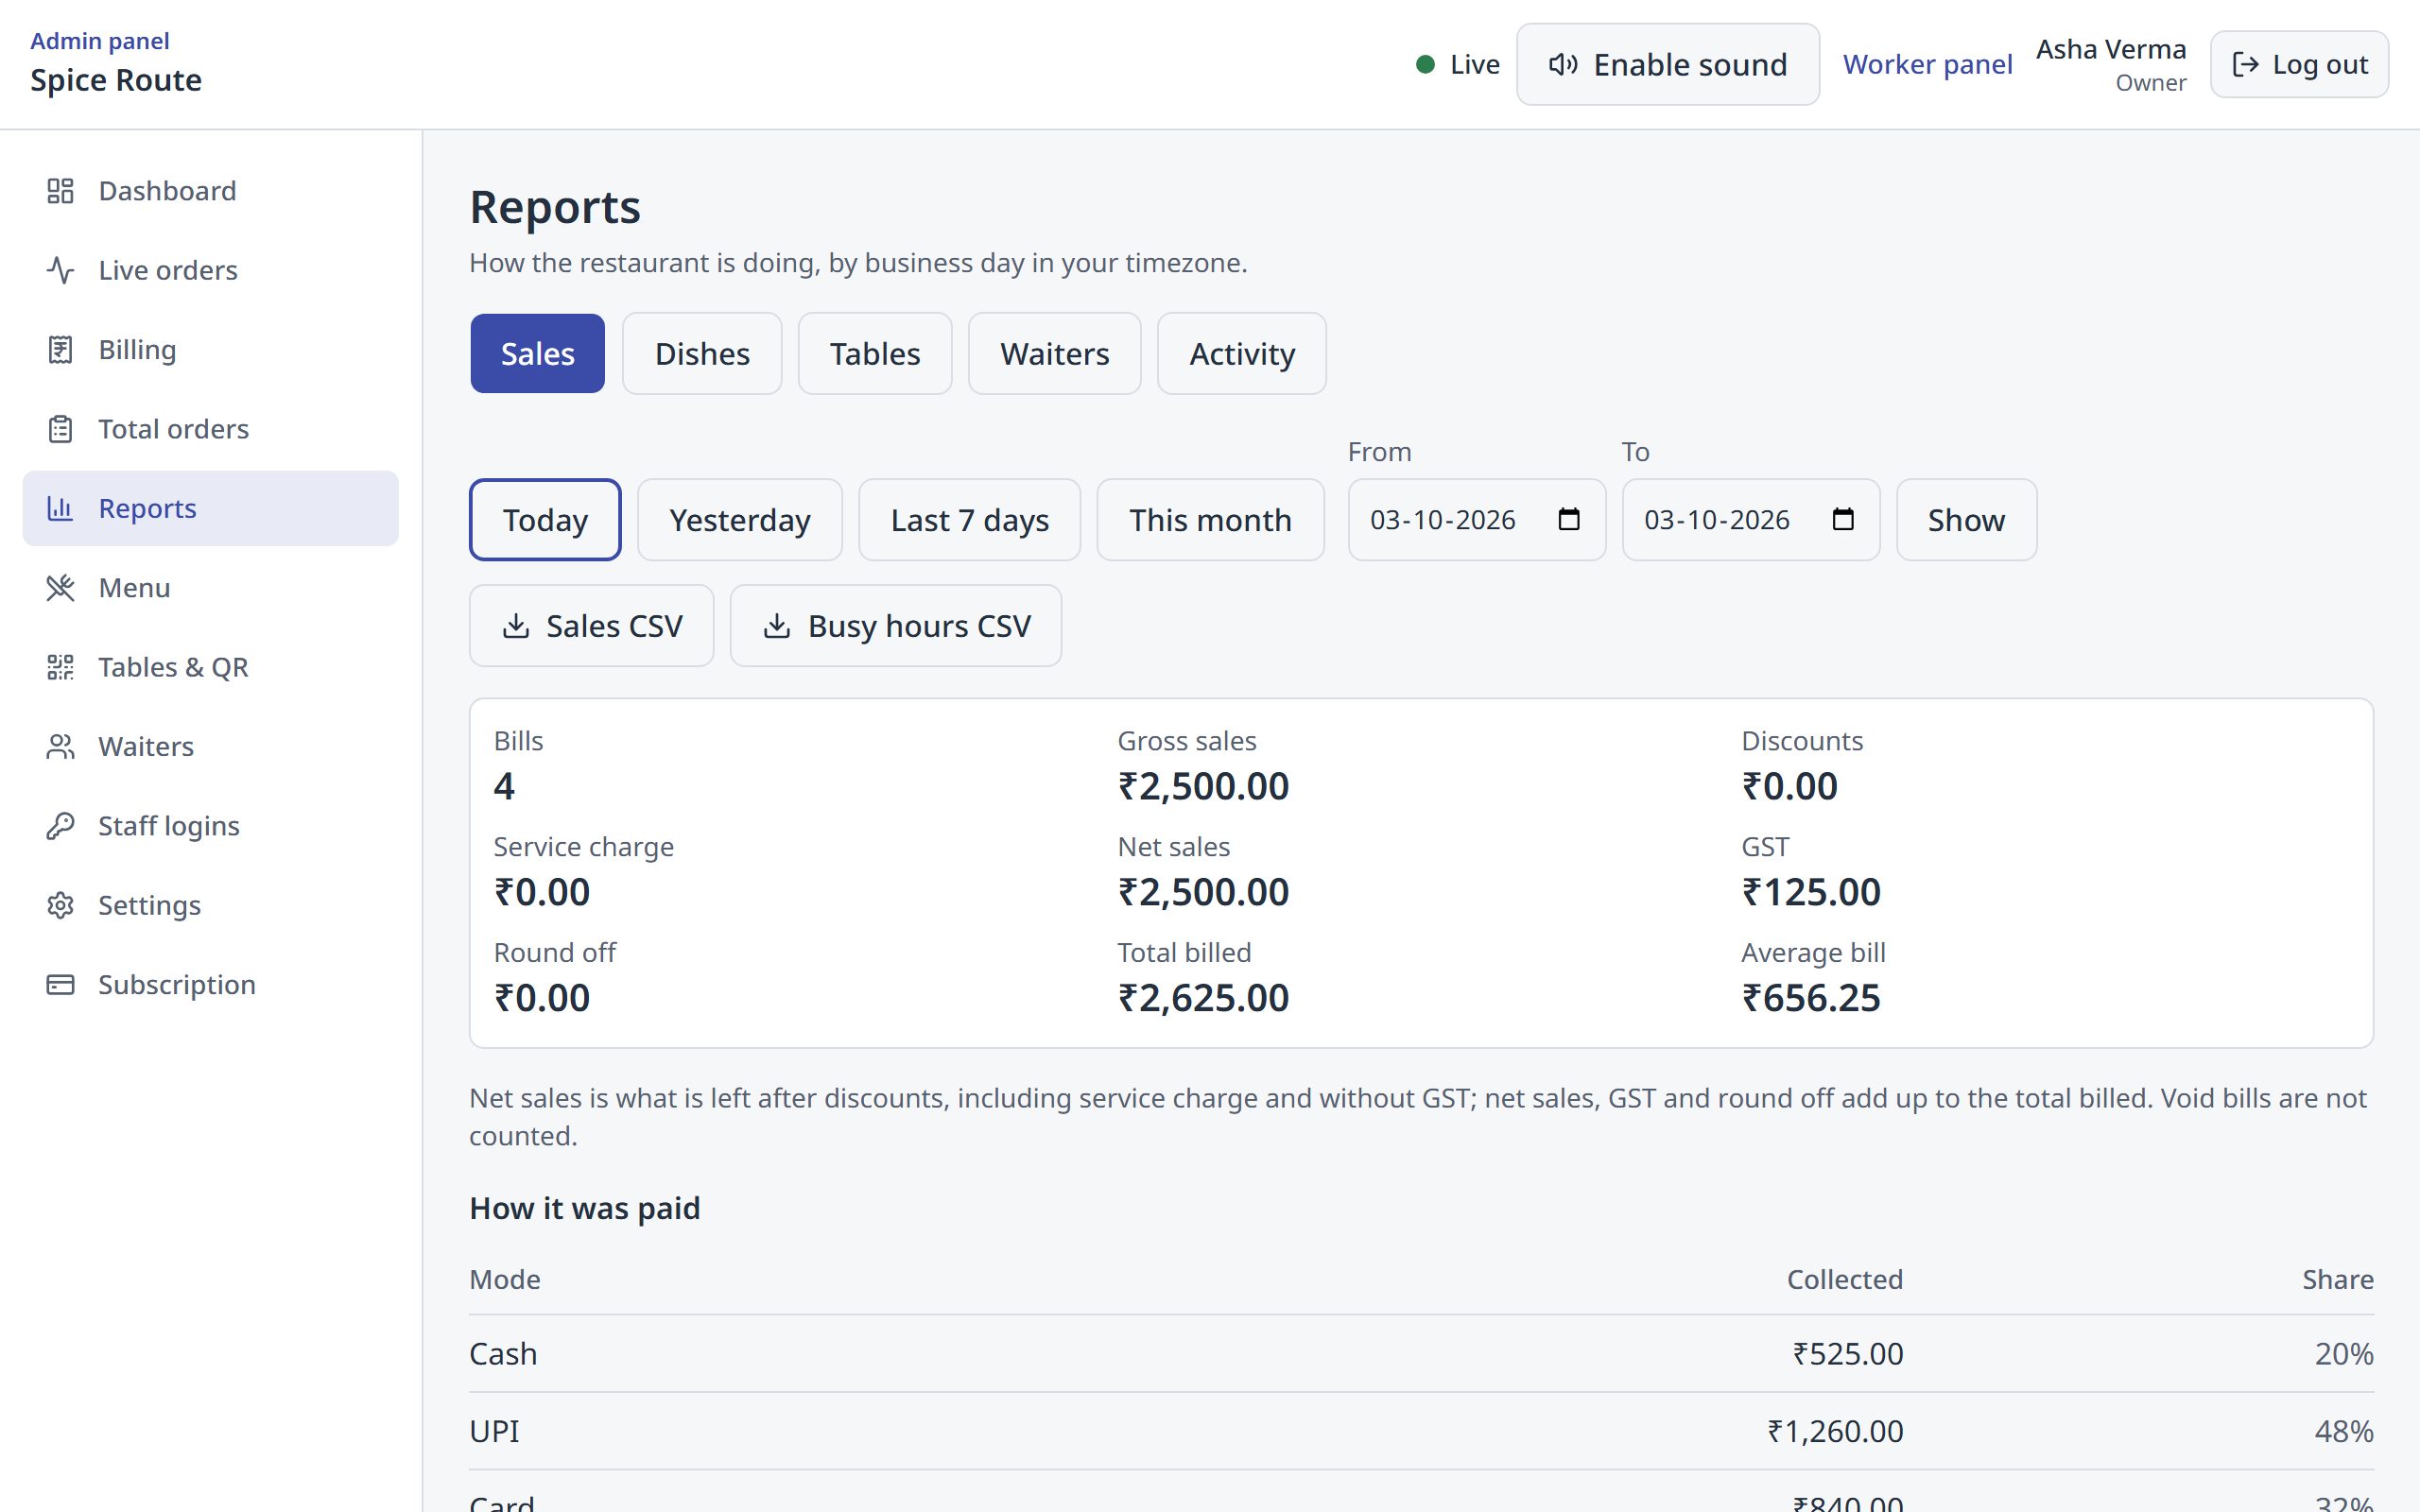 Admin panel
Spice Route
Live
Enable sound
Worker panel
Asha Verma
Owner
Log out
Dashboard
Live orders
Billing
Total orders
Reports
Menu
Tables & QR
Waiters
Staff logins
Settings
Subscription
Reports
How the restaurant is doing, by business day in your timezone.
Sales Dishes Tables Waiters Activity
From To
Today Yesterday Last 7 days This month 03-10-2026 03-10-2026 Show
Sales CSV Busy hours CSV
Bills Gross sales Discounts
4 ₹2,500.00 ₹0.00
Service charge Net sales GST
₹0.00 ₹2,500.00 ₹125.00
Round off Total billed Average bill
₹0.00 ₹2,625.00 ₹656.25
Net sales is what is left after discounts, including service charge and without GST; net sales, GST and round off add up to the total billed. Void bills are not
counted.
How it was paid
Mode Collected Share
Cash ₹525.00 20%
UPI ₹1,260.00 48%
Card ₹840.00 32%